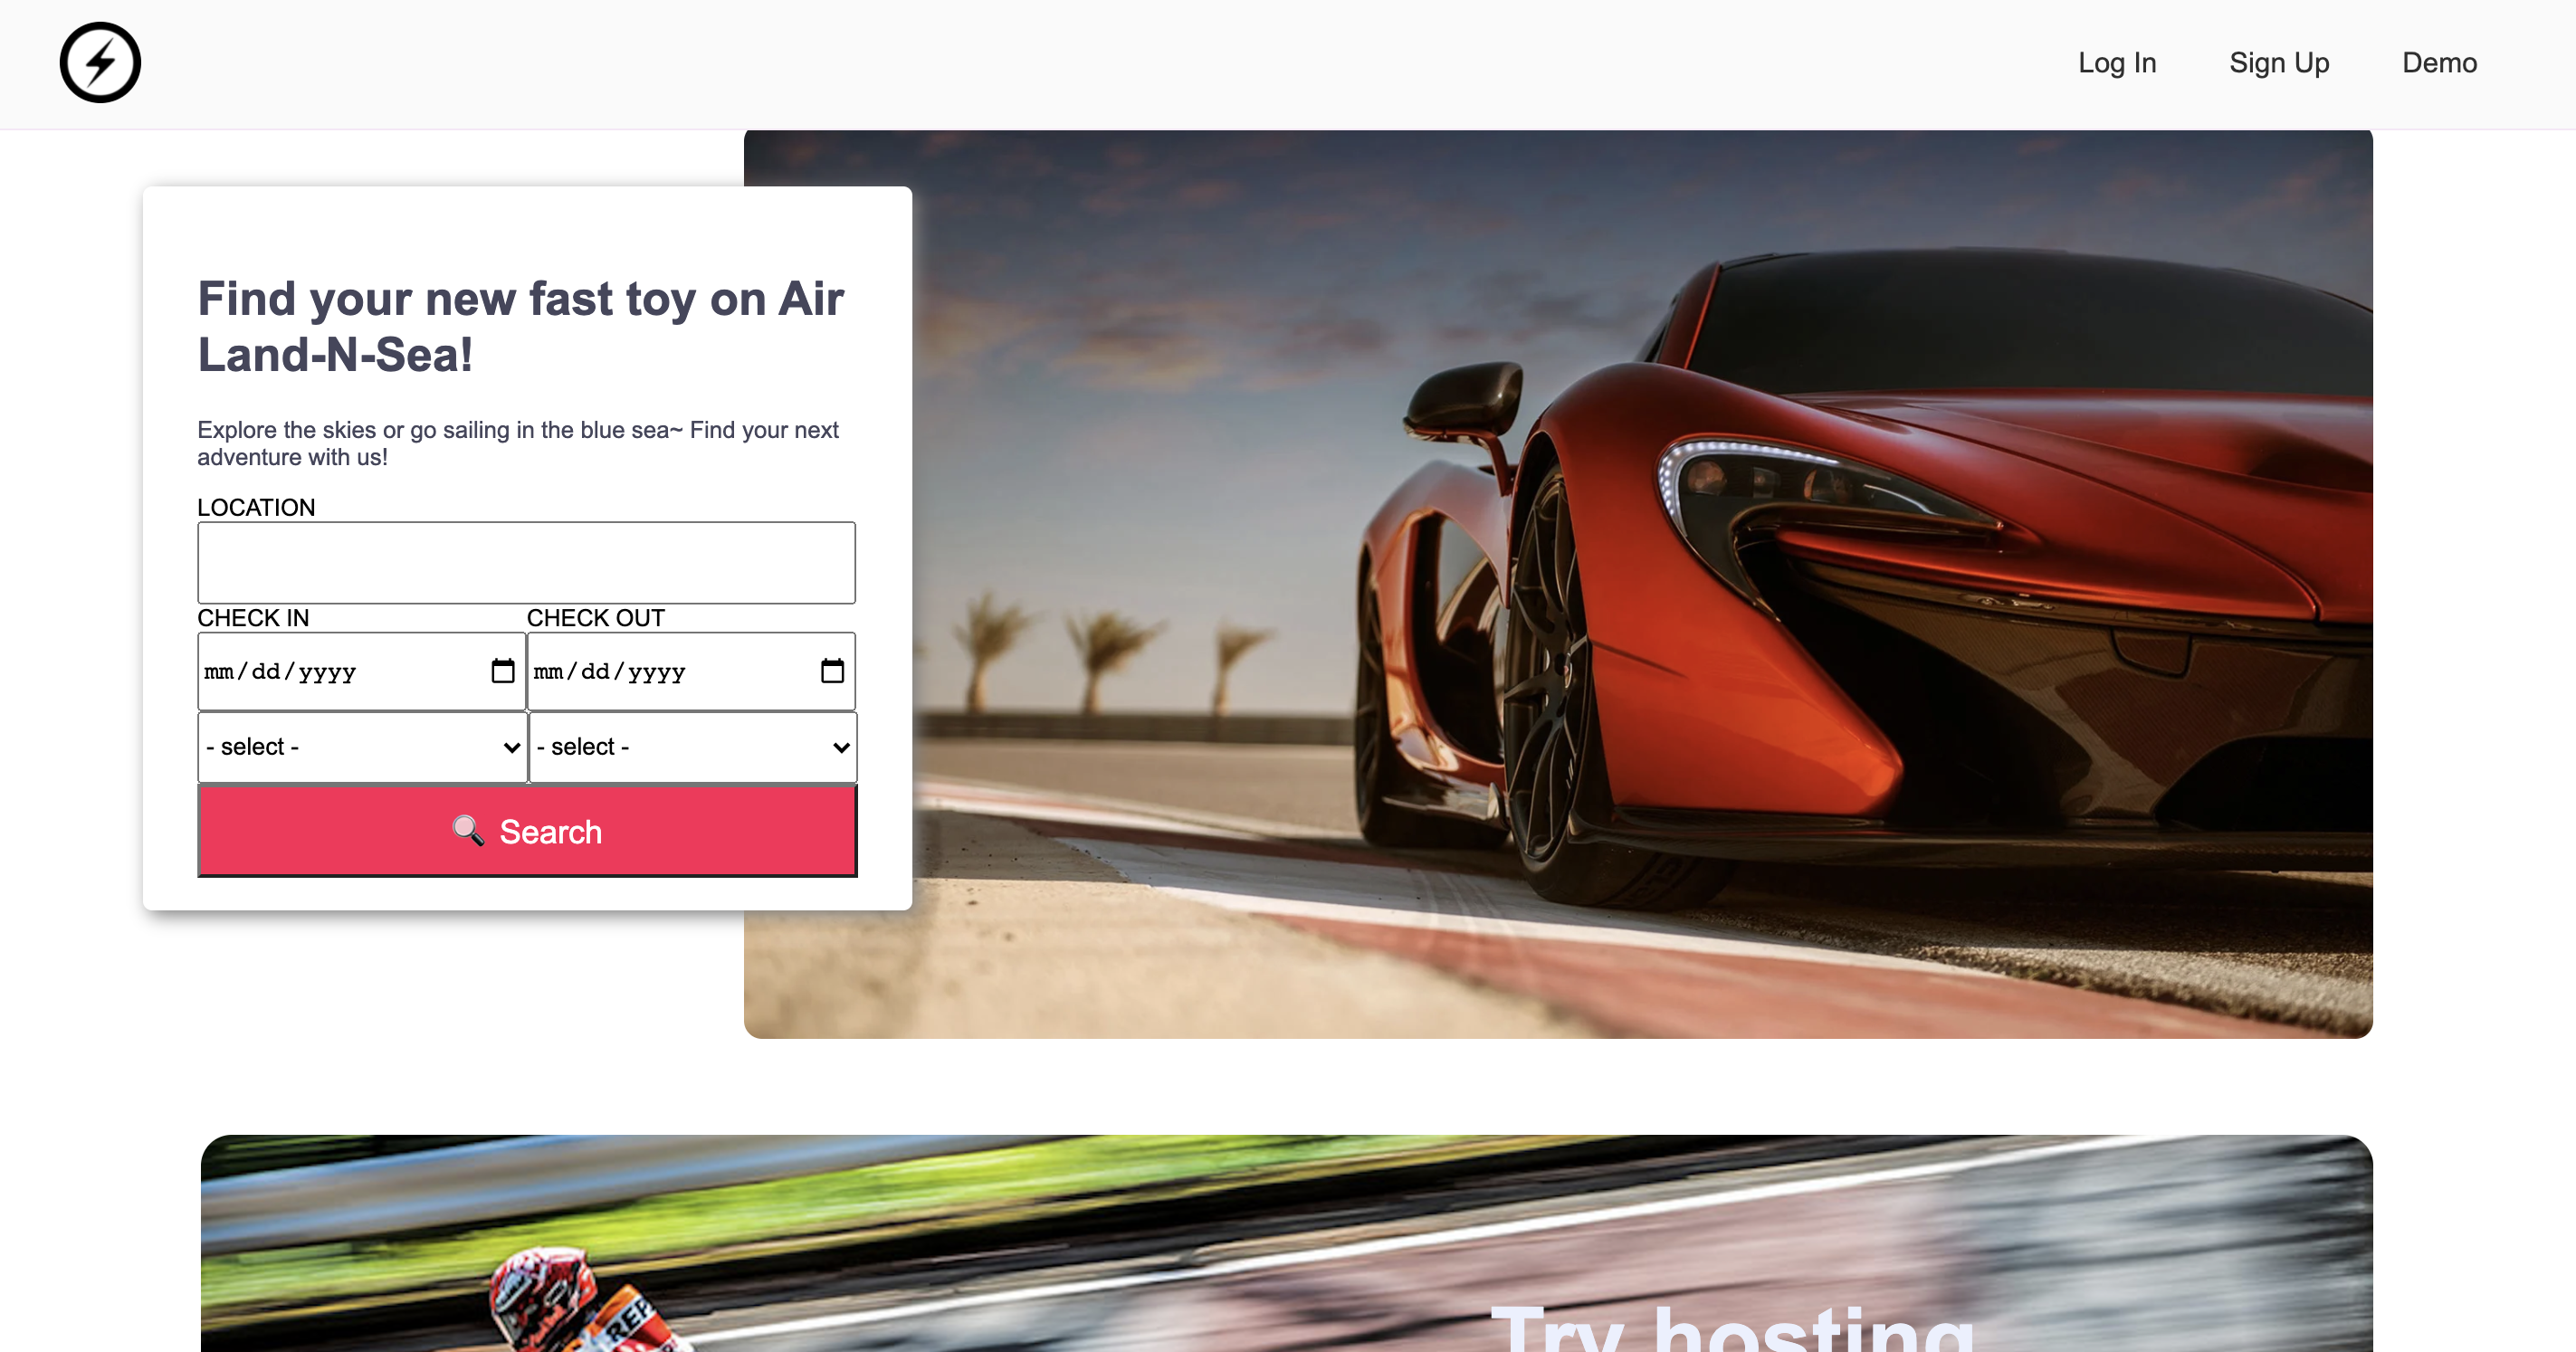 Log In Sign Up Demo
Find your new fast toy on Air
Land-N-Sea!
Explore the skies or go sailing in the blue sea~ Find your next
adventure with us!
LOCATION
CHECK IN CHECK OUT
mm/dd/yyyy mm/dd/yyyy
- select - - select -
🔍 Search
REP
Try hosting